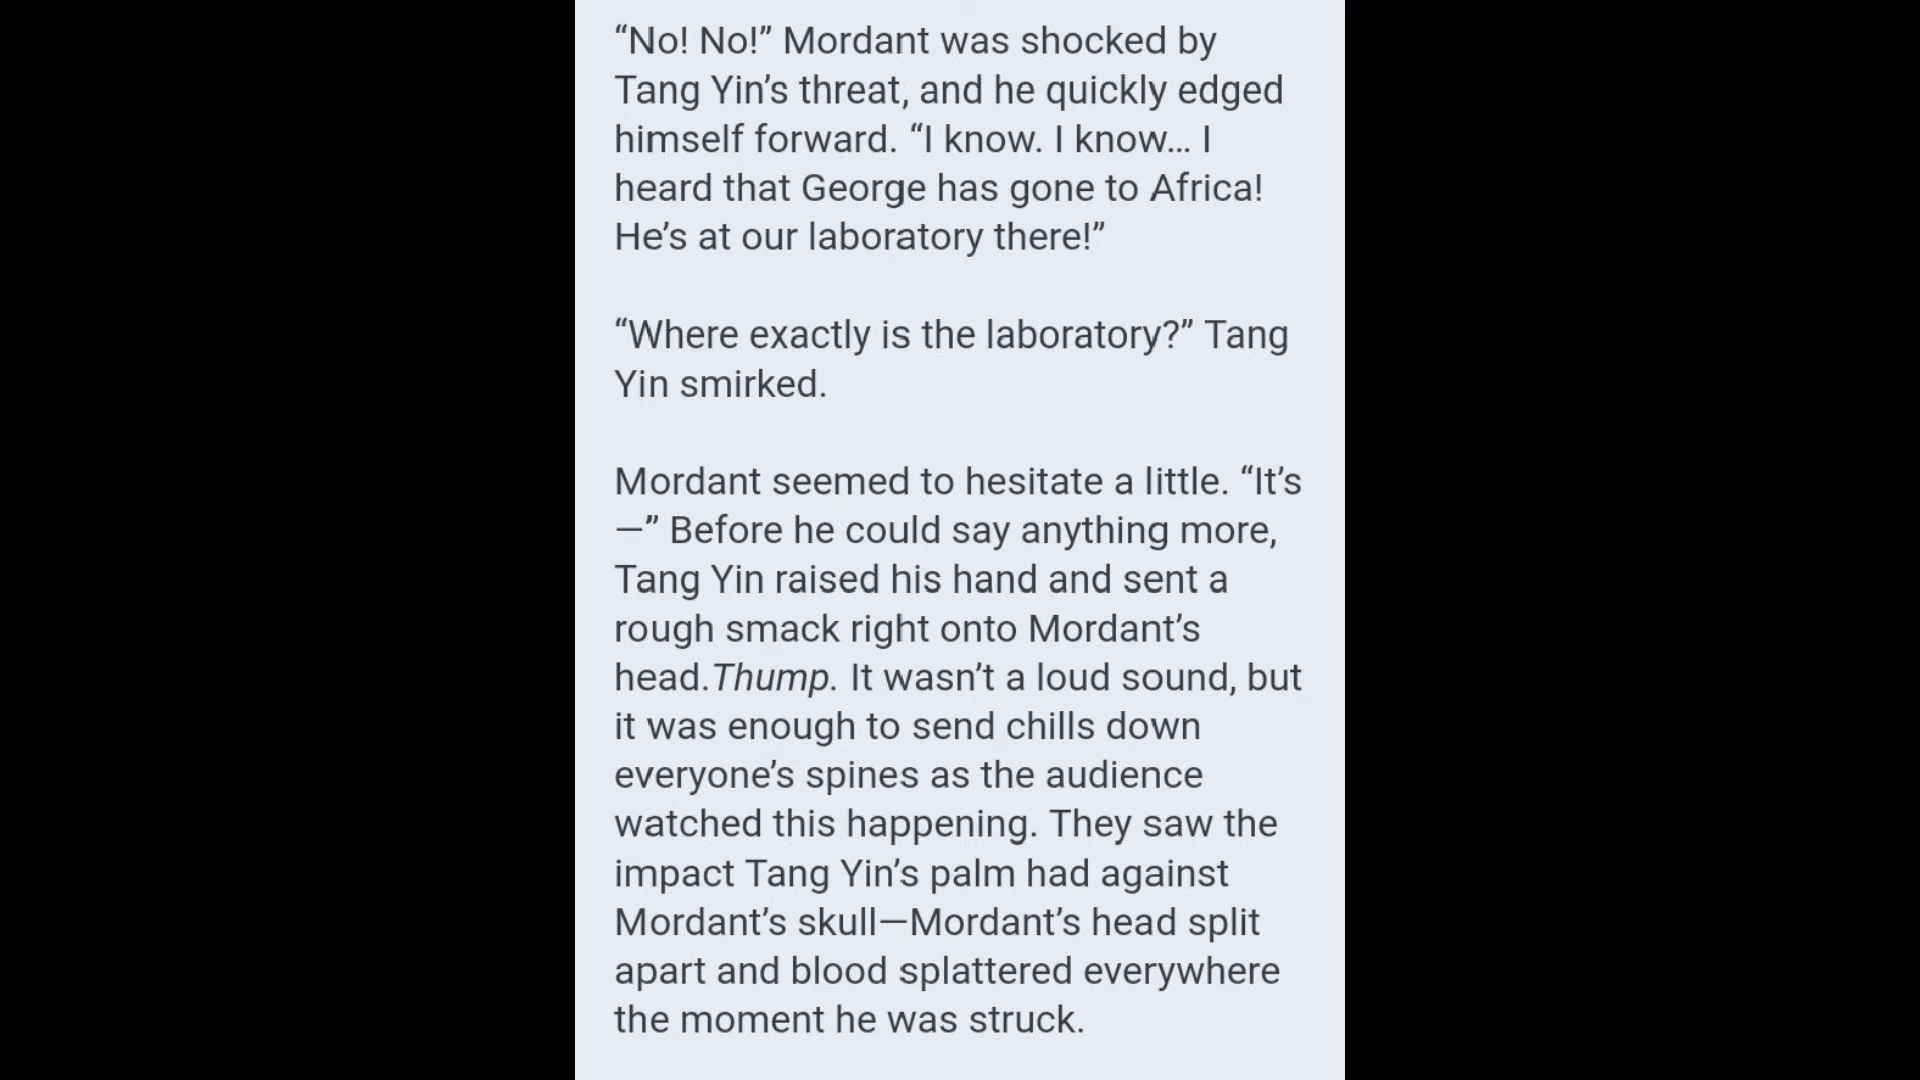 “No! No!” Mordant was shocked by
Tang Yin’s threat, and he quickly edged
himself forward. “I know. I know… I
heard that George has gone to Africa!
He’s at our laboratory there!”
“Where exactly is the laboratory?” Tang
Yin smirked.
Mordant seemed to hesitate a little. “It’s
—” Before he could say anything more,
Tang Yin raised his hand and sent a
rough smack right onto Mordant’s
head.Thump. It wasn’t a loud sound, but
it was enough to send chills down
everyone’s spines as the audience
watched this happening. They saw the
impact Tang Yin’s palm had against
Mordant’s skull—Mordant’s head split
apart and blood splattered everywhere
the moment he was struck.